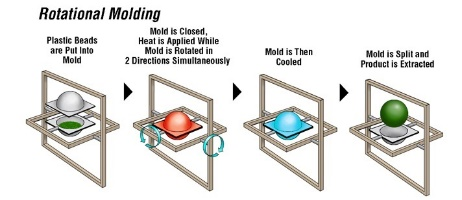 Rotational Molding
Plastic Beads
are Put Into
Mold
Mold is Closed,
Heat is Applied While
Mold is Rotated in
2 Directions Simultaneously
Mold is Then
Cooled
Mold is Split and
Product is Extracted